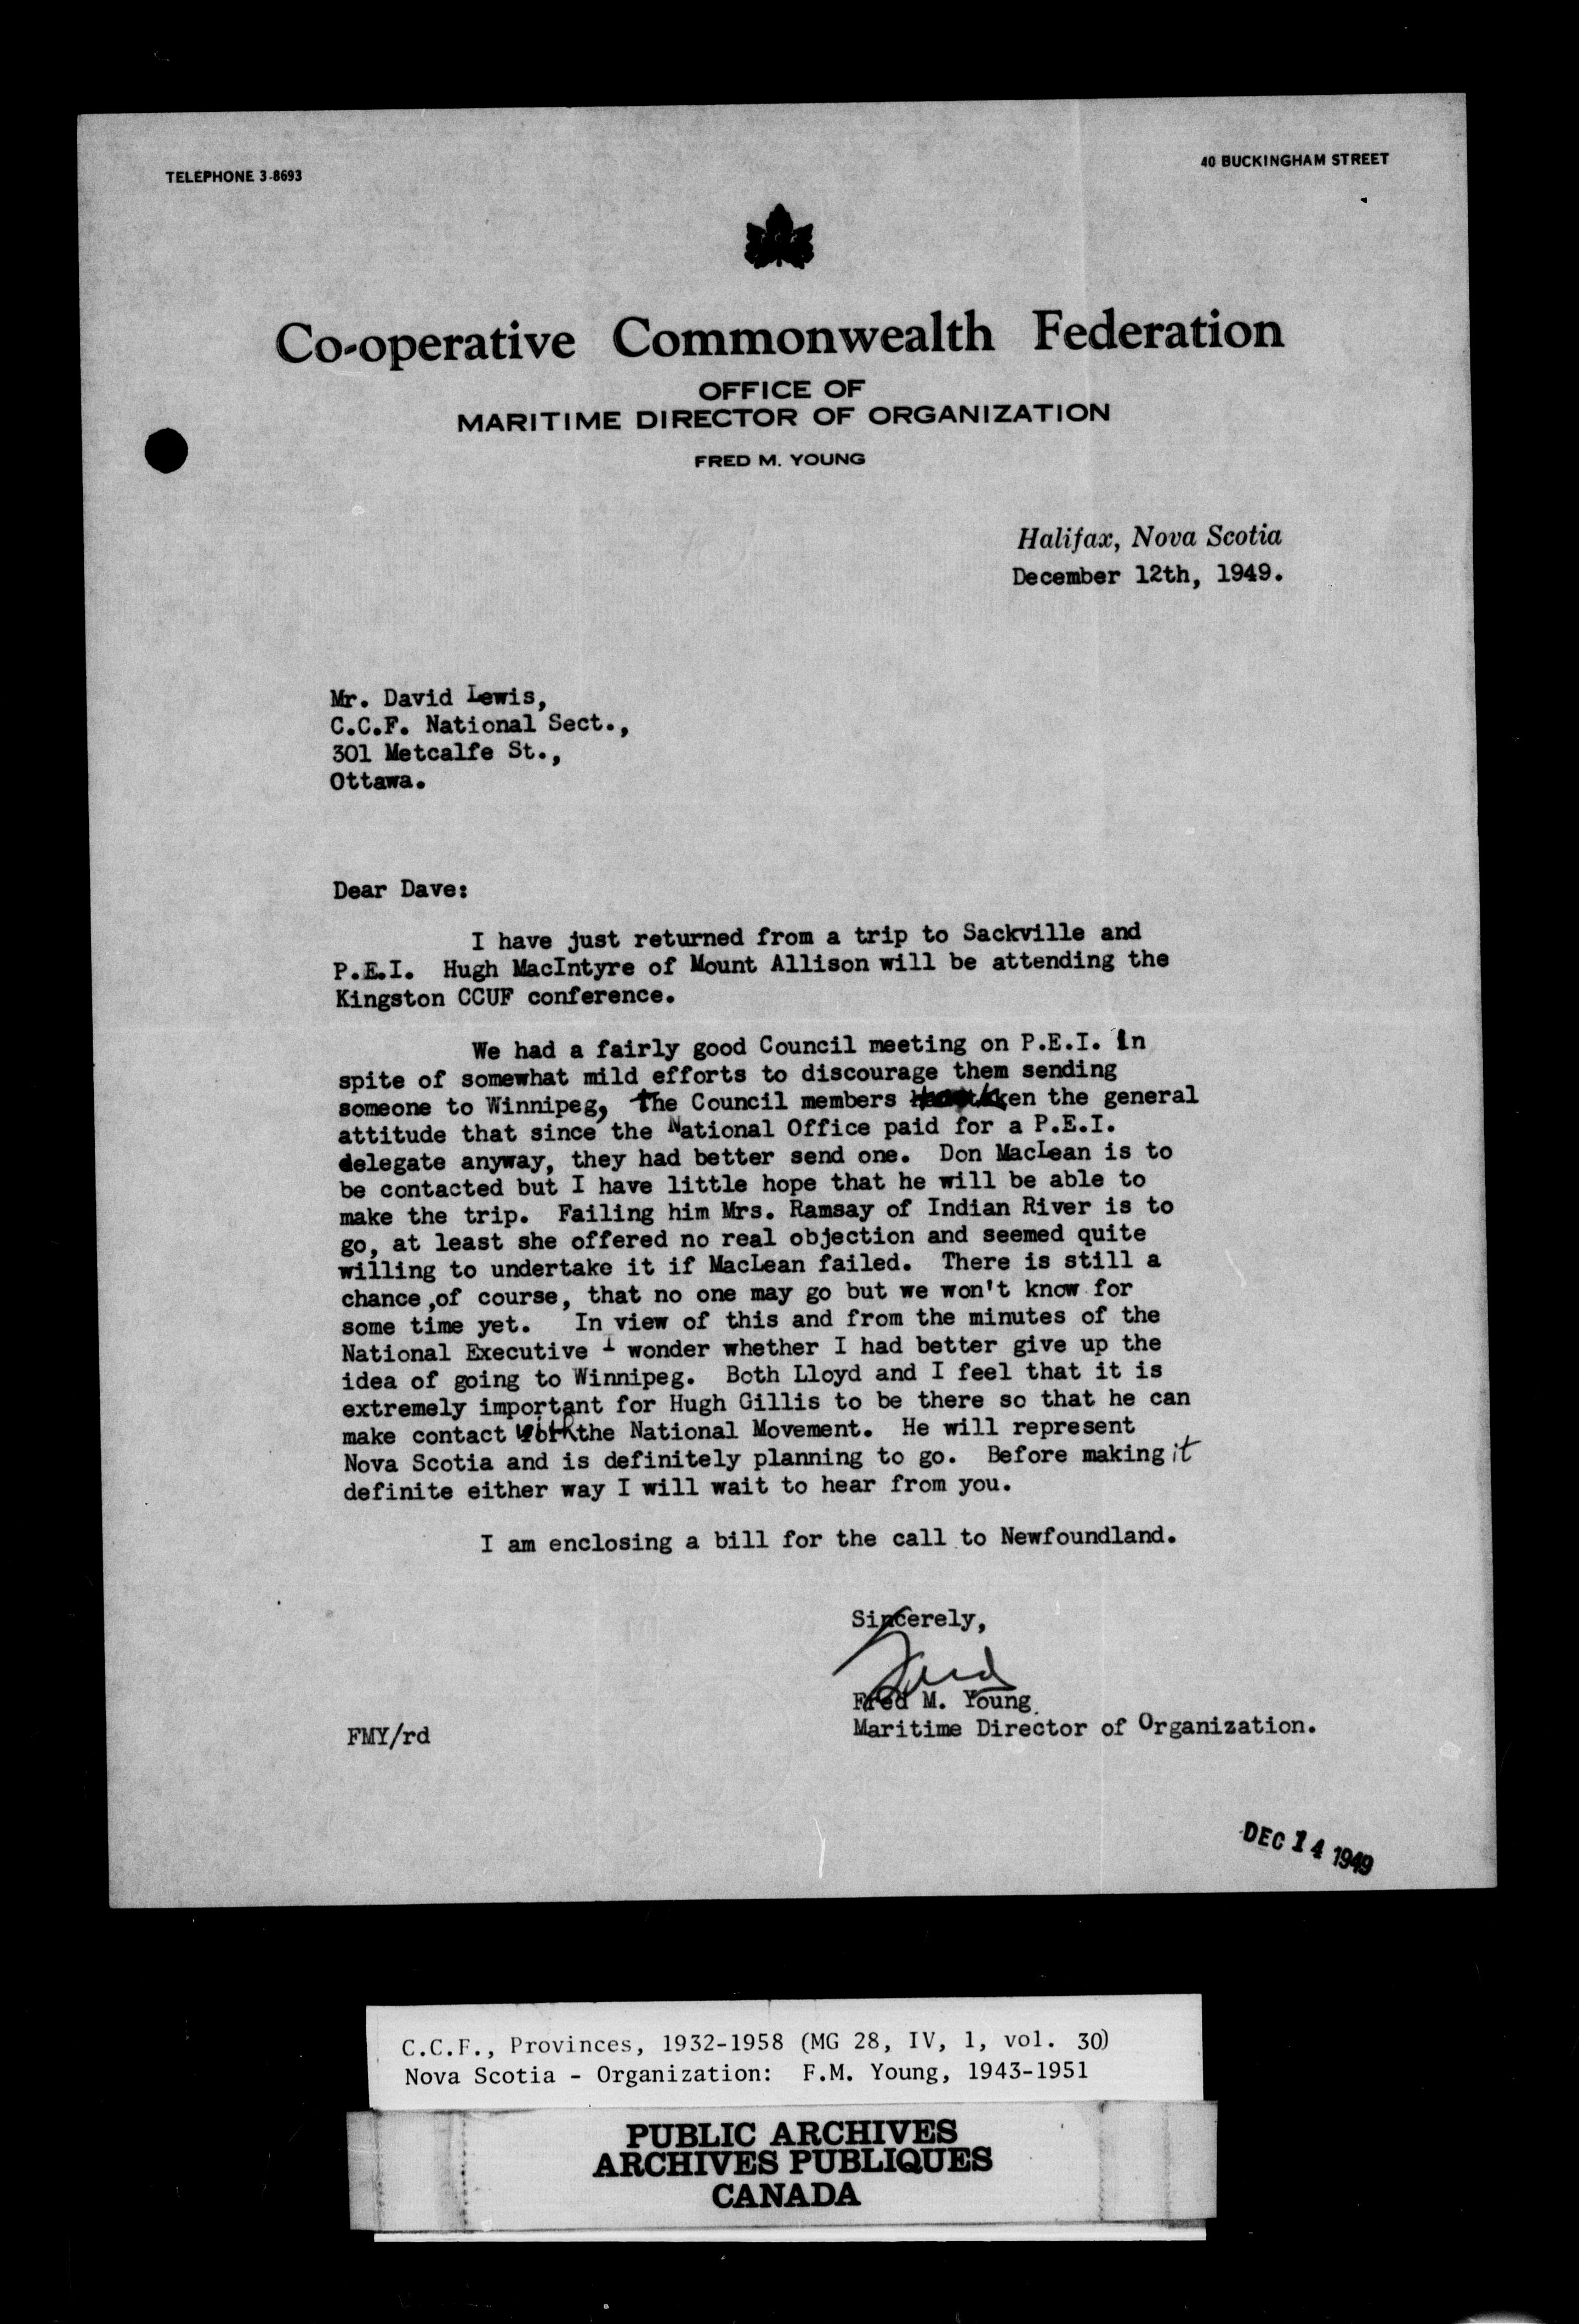 TELEPHONE 3-8693
40 BUCKINGHAM STREET
Co-operative Commonwealth Federation
OFFICE OF
MARITIME DIRECTOR OF ORGANIZATION
FRED M. YOUNG
Halifax, Nova Scotia
December 12th, 1949.
Mr. David Lewis,
C.C.F. National Sect.,
301 Metcalfe St.,
Ottawa.
Dear Dave:
I have just returned from a trip to Sackville and
P.E.I. Hugh MacIntyre of Mount Allison will be attending the
Kingston CCUF conference.
We had a fairly good Council meeting on P.E.I. in
spite of somewhat mild efforts to discourage them sending
someone to Winnipeg, the Council members the general
attitude that since the National Office paid for a P.E.I.
delegate anyway, they had better send one. Don MacLean is to
be contacted but I have little hope that he will be able to
make the trip. Failing him Mrs. Ramsay of Indian River is to
go, at least she offered no real objection and seemed quite
willing to undertake it if MacLean failed. There is still a
chance ,of course, that no one may go but we won't know for
some time yet. In view of this and from the minutes of the
National Executive I wonder whether I had better give up the
idea of going to Winnipeg. Both Lloyd and I feel that it is
extremely important for Hugh Gillis to be there so that he can
make contact with the National Movement. He will represent
Nova Scotia and is definitely planning to go. Before making it
definite either way I will wait to hear from you.
I am enclosing a bill for the call to Newfoundland.
Sincerely,
Fred
Fred M. Young
Maritime Director of Organization.
FMY/rd
DEC 14 1949
C.C.F., Provinces, 1932-1958 (MG 28, IV, 1, vol. 30)
Nova Scotia - Organization: F.M. Young, 1943-1951
PUBLIC ARCHIVES
ARCHIVES PUBLIQUES
CANADA